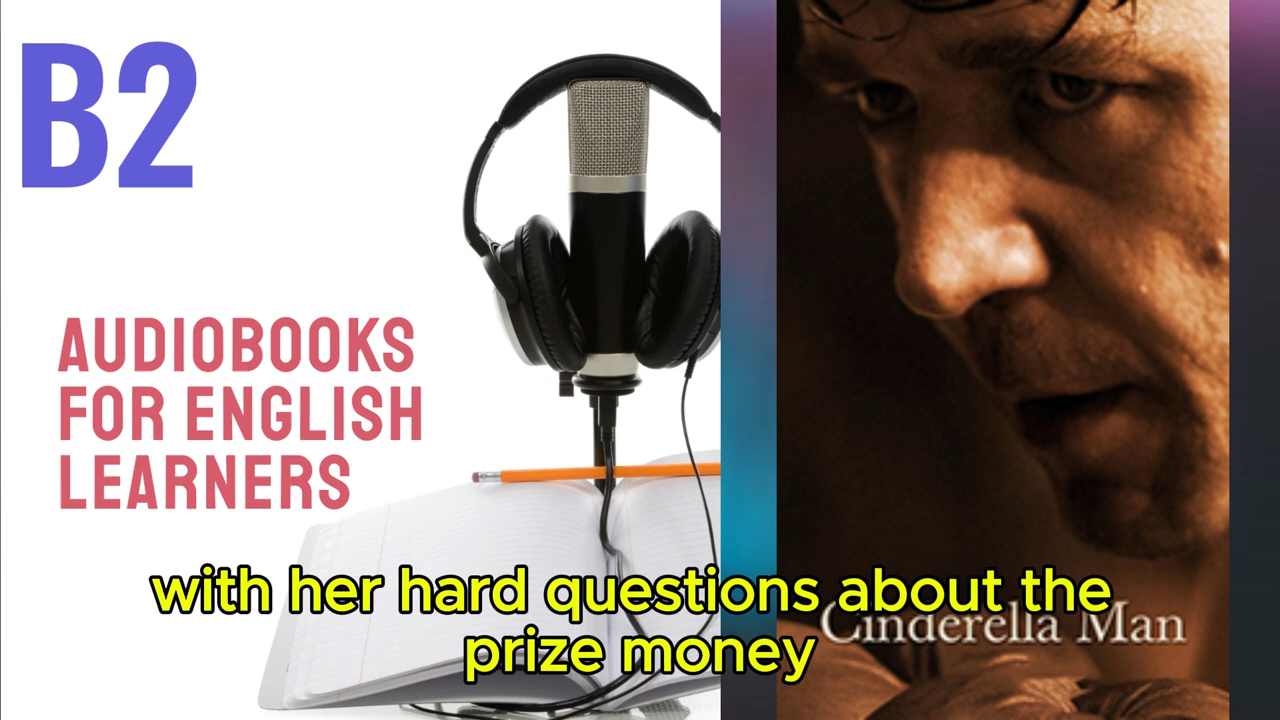 B2
AUDIOBOOKS
FOR ENGLISH
LEARNERS
with her hard questions about the
prize money
Cinderella Man